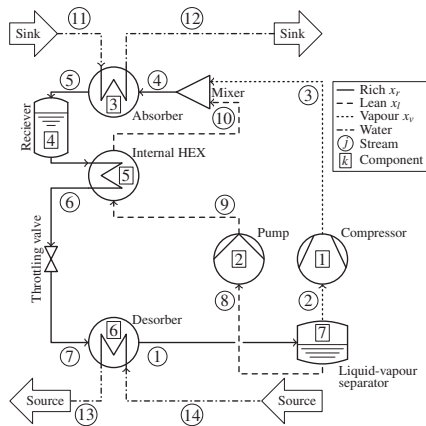 11
12
Sink
Sink
5
4
3
Mixer
Absorber
10
3
Rich x_r
Lean x_l
Vapour x_v
Water
j Stream
k Component
Reciever
4
Internal HEX
5
6
9
Throttling valve
Pump
2
Compressor
1
8
2
Desorber
6
7
7
1
Liquid-vapour
separator
Source
13
14
Source